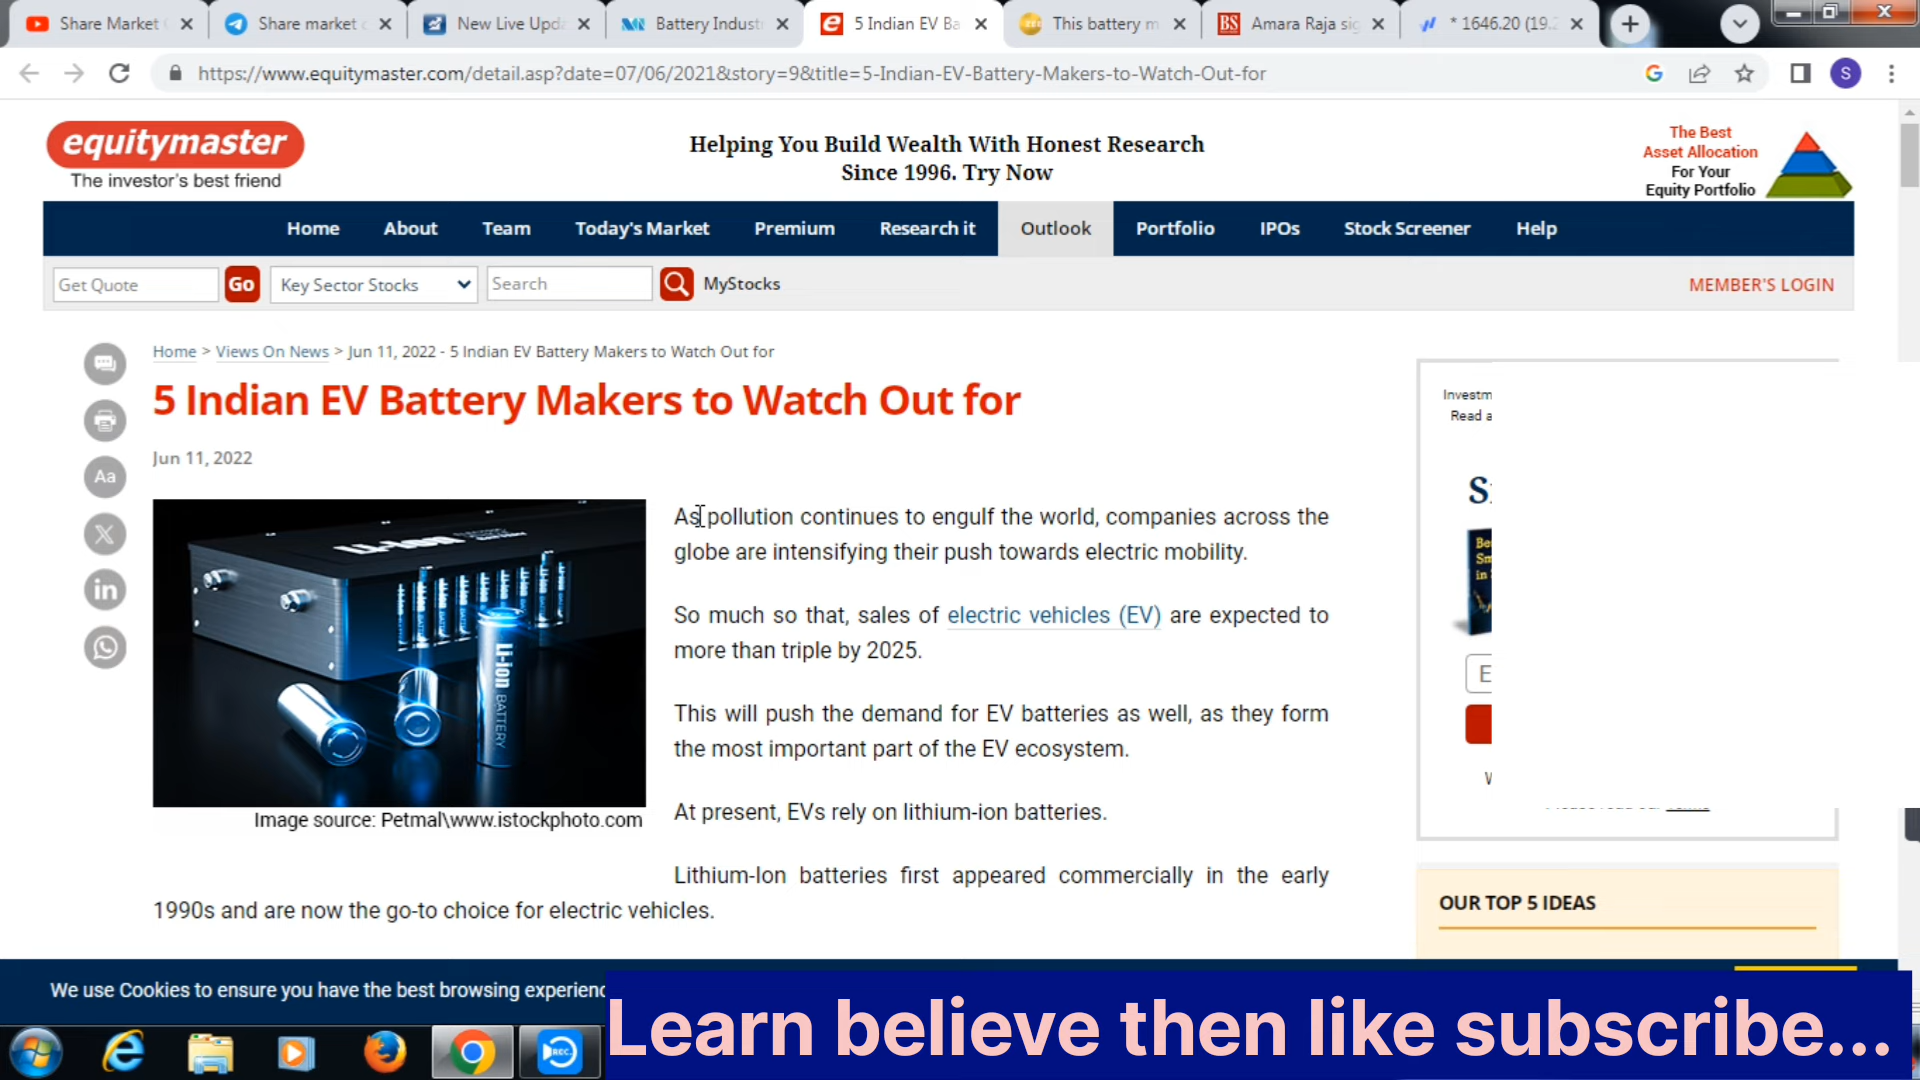 Share Market
Share market
New Live Upd
Battery Indust
5 Indian EV Ba
This battery m
BS Amara Raja sig
* 1646.20 (19.
https://www.equitymaster.com/detail.asp?date=07/06/2021&story=9&title=5-Indian-EV-Battery-Makers-to-Watch-Out-for
S
equitymaster
The investor's best friend
Helping You Build Wealth With Honest Research
Since 1996. Try Now
The Best
Asset Allocation
For Your
Equity Portfolio
Home About Team Today's Market Premium Research it Outlook Portfolio IPOs Stock Screener Help
Get Quote Go Key Sector Stocks Search MyStocks MEMBER'S LOGIN
Home > Views On News > Jun 11, 2022 - 5 Indian EV Battery Makers to Watch Out for
5 Indian EV Battery Makers to Watch Out for
Jun 11, 2022
Aa
Li-ion
Li-ion BATTERY
Image source: Petmal\www.istockphoto.com
As pollution continues to engulf the world, companies across the
globe are intensifying their push towards electric mobility.
So much so that, sales of electric vehicles (EV) are expected to
more than triple by 2025.
This will push the demand for EV batteries as well, as they form
the most important part of the EV ecosystem.
At present, EVs rely on lithium-ion batteries.
Lithium-Ion batteries first appeared commercially in the early
1990s and are now the go-to choice for electric vehicles.
Investm
Read a
OUR TOP 5 IDEAS
We use Cookies to ensure you have the best browsing experienc
REC
Learn believe then like subscribe...